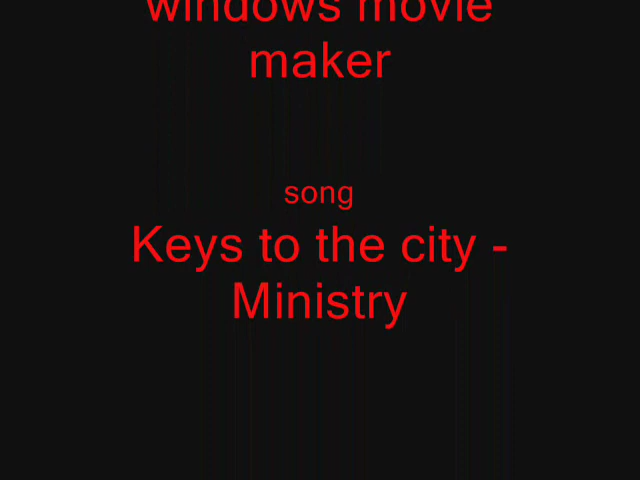 windows movie
maker
song
Keys to the city -
Ministry